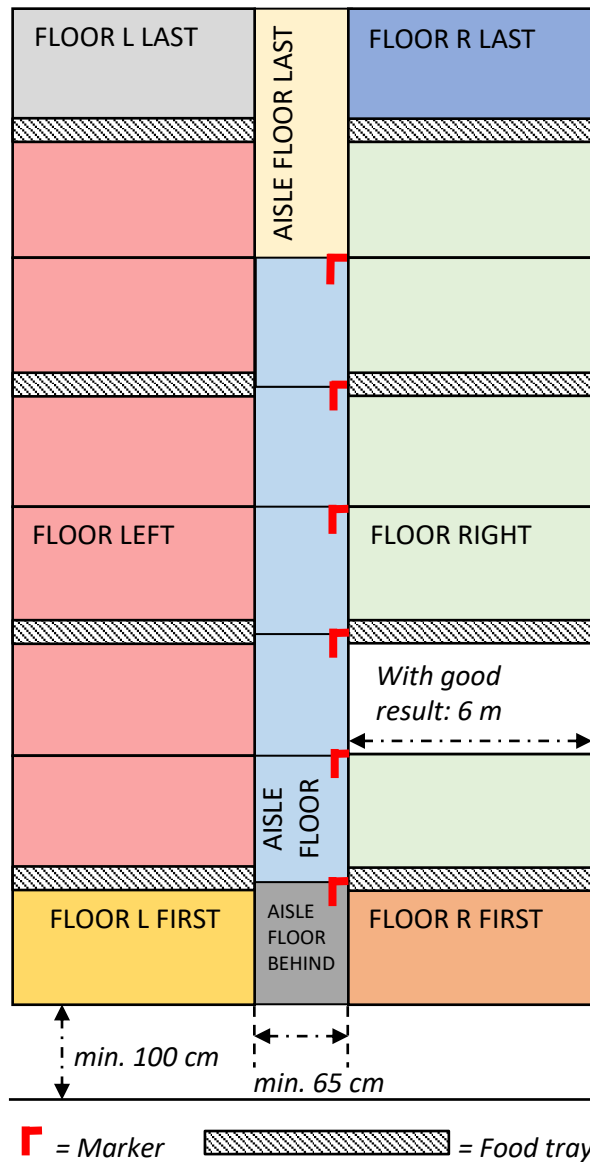 FLOOR L LAST
AISLE FLOOR LAST
FLOOR R LAST
FLOOR LEFT
FLOOR RIGHT
With good
result: 6 m
AISLE
FLOOR
FLOOR L FIRST
AISLE
FLOOR
BEHIND
FLOOR R FIRST
min. 100 cm
min. 65 cm
= Marker
= Food tray